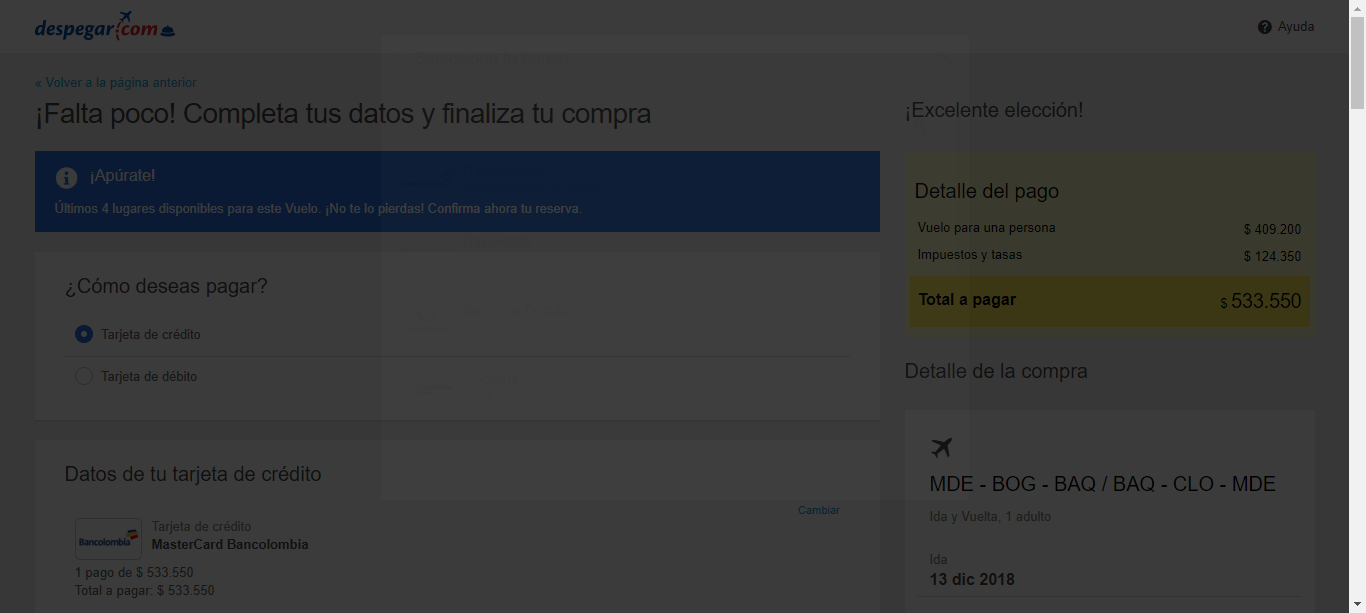 despegar.com
Ayuda
« Volver a la página anterior
¡Falta poco! Completa tus datos y finaliza tu compra
¡Apúrate!
Últimos 4 lugares disponibles para este Vuelo. ¡No te lo pierdas! Confirma ahora tu reserva.
¿Cómo deseas pagar?
Tarjeta de crédito
Tarjeta de débito
Datos de tu tarjeta de crédito
Cambiar
Bancolombia
Tarjeta de crédito
MasterCard Bancolombia
1 pago de $ 533.550
Total a pagar: $ 533.550
¡Excelente elección!
Detalle del pago
Vuelo para una persona $ 409.200
Impuestos y tasas $ 124.350
Total a pagar $ 533.550
Detalle de la compra
MDE - BOG - BAQ / BAQ - CLO - MDE
Ida y Vuelta, 1 adulto
Ida
13 dic 2018